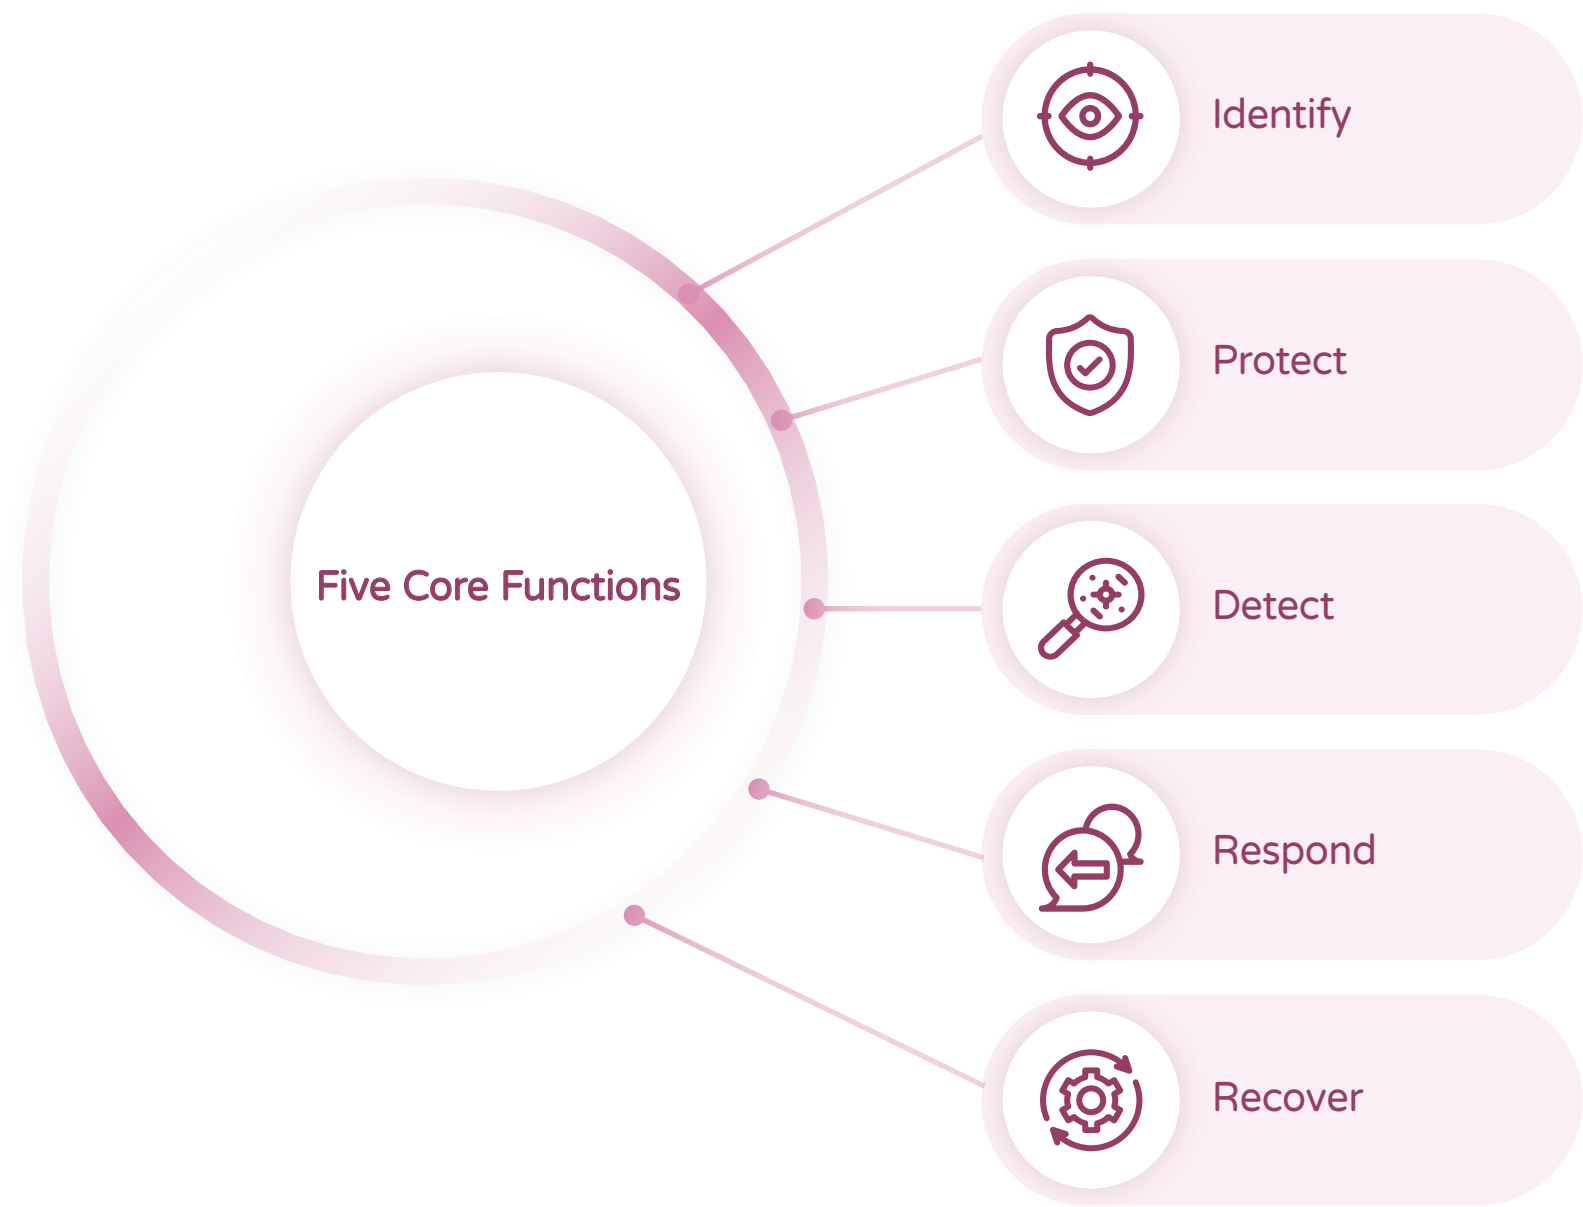 Identify
Protect
Five Core Functions
Detect
Respond
Recover